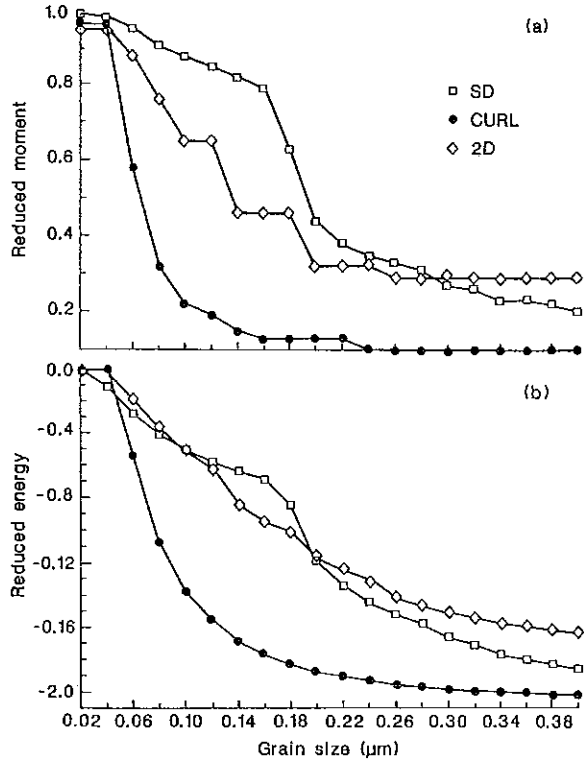 (a)
1.0
0.8
0.6
0.4
0.2
Reduced moment
SD
CURL
2D
(b)
0.0
-0.4
-0.8
-0.12
-0.16
-2.0
Reduced energy
0.02 0.06 0.10 0.14 0.18 0.22 0.26 0.30 0.34 0.38
Grain size (μm)